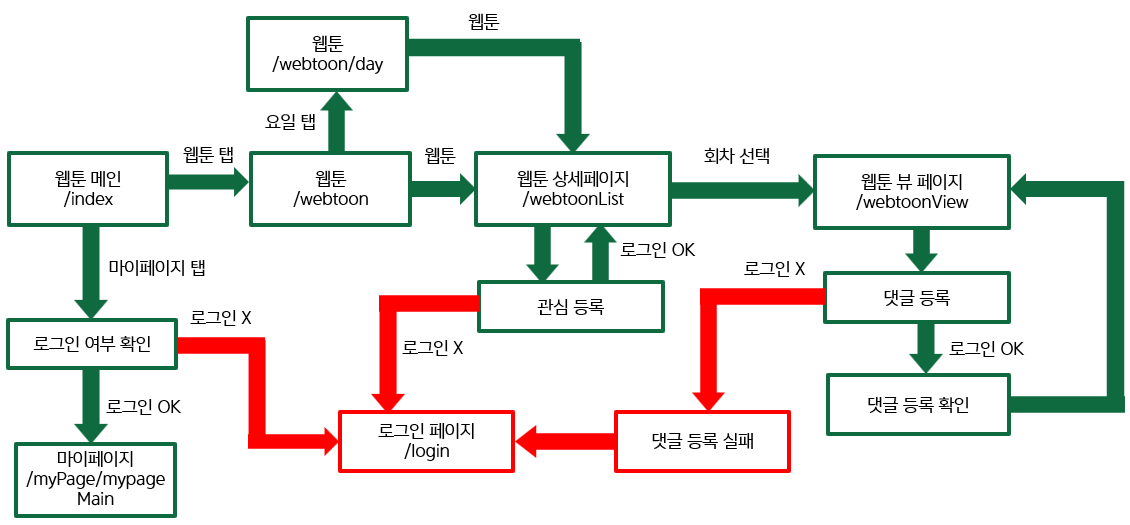 웹툰
웹툰
/webtoon/day
요일 탭
웹툰 탭
웹툰
회차 선택
웹툰 메인
/index
웹툰
/webtoon
웹툰 상세페이지
/webtoonList
웹툰 뷰 페이지
/webtoonView
마이페이지 탭
로그인 OK
로그인 X
관심 등록
댓글 등록
로그인 X
로그인 여부 확인
로그인 X
로그인 OK
로그인 OK
댓글 등록 확인
로그인 페이지
/login
댓글 등록 실패
마이페이지
/myPage/mypage
Main